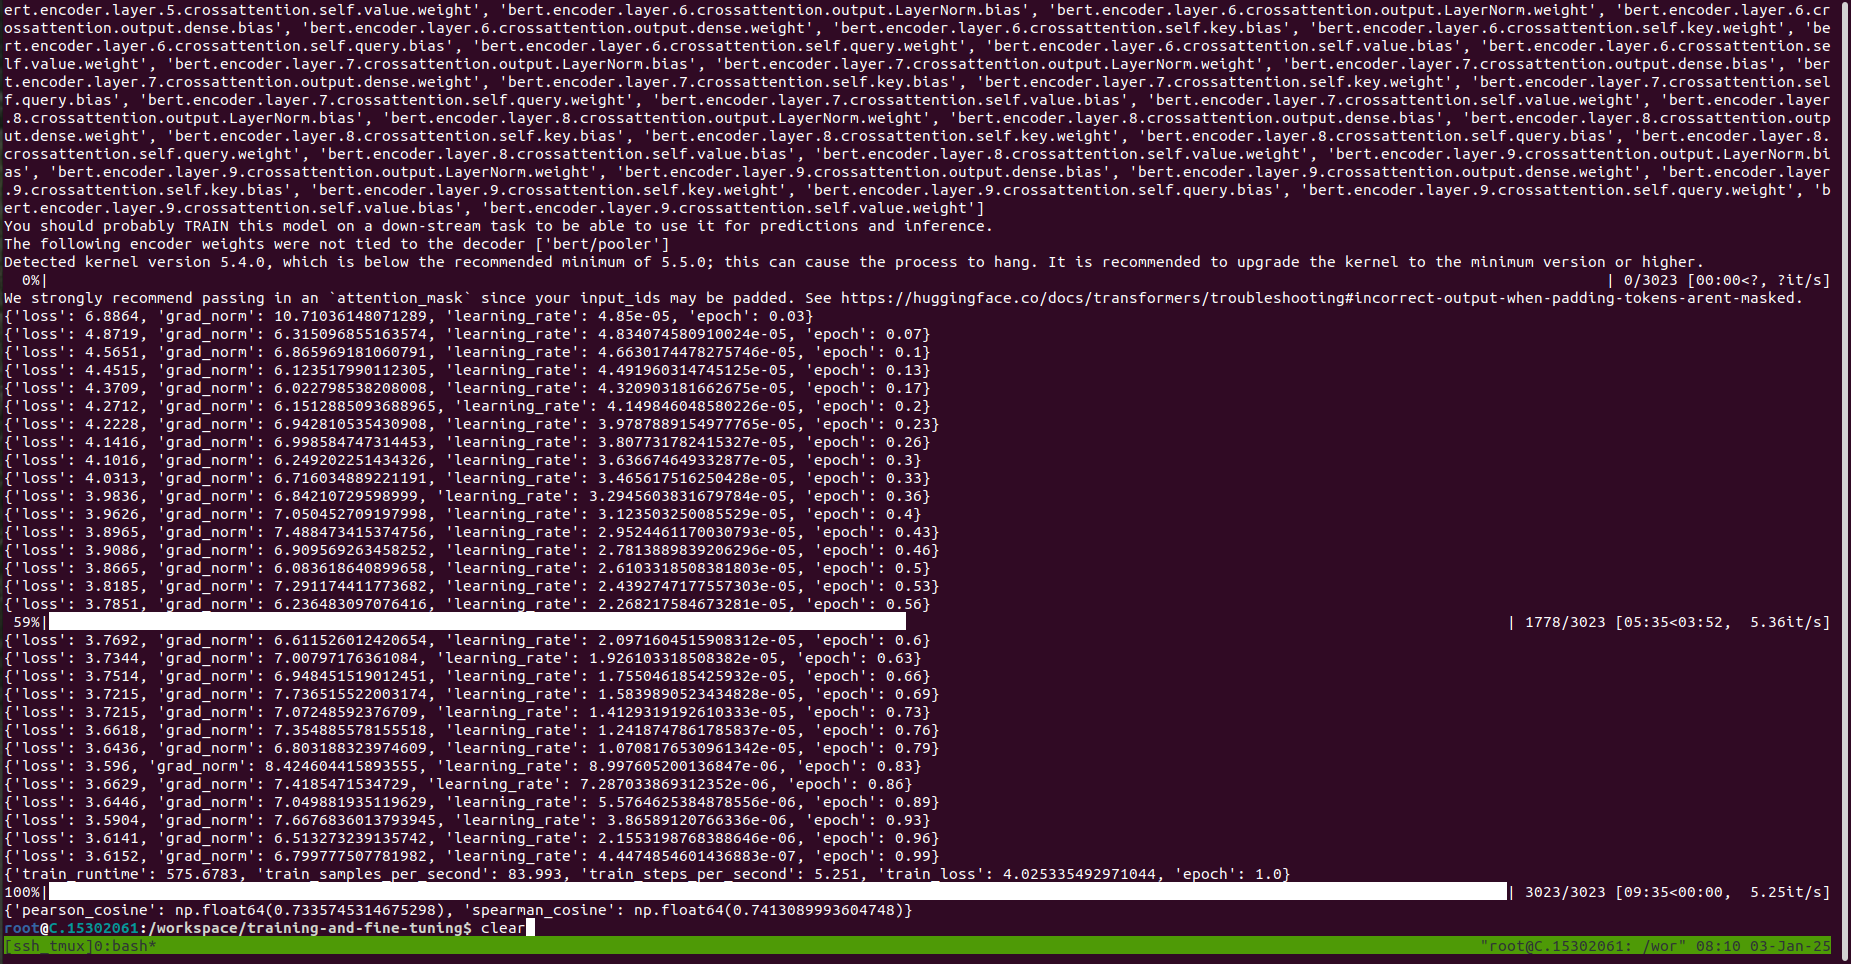 ert.encoder.layer.5.crossattention.self.value.weight', 'bert.encoder.layer.6.crossattention.output.LayerNorm.bias', 'bert.encoder.layer.6.crossattention.output.LayerNorm.weight', 'bert.encoder.layer.6.cr
ossattention.output.dense.bias', 'bert.encoder.layer.6.crossattention.output.dense.weight', 'bert.encoder.layer.6.crossattention.self.key.bias', 'bert.encoder.layer.6.crossattention.self.key.weight', 'be
rt.encoder.layer.6.crossattention.self.query.bias', 'bert.encoder.layer.6.crossattention.self.query.weight', 'bert.encoder.layer.6.crossattention.self.value.bias', 'bert.encoder.layer.6.crossattention.se
lf.value.weight', 'bert.encoder.layer.7.crossattention.output.LayerNorm.bias', 'bert.encoder.layer.7.crossattention.output.LayerNorm.weight', 'bert.encoder.layer.7.crossattention.output.dense.bias', 'ber
t.encoder.layer.7.crossattention.output.dense.weight', 'bert.encoder.layer.7.crossattention.self.key.bias', 'bert.encoder.layer.7.crossattention.self.key.weight', 'bert.encoder.layer.7.crossattention.sel
f.query.bias', 'bert.encoder.layer.7.crossattention.self.query.weight', 'bert.encoder.layer.7.crossattention.self.value.bias', 'bert.encoder.layer.7.crossattention.self.value.weight', 'bert.encoder.layer
.8.crossattention.output.LayerNorm.bias', 'bert.encoder.layer.8.crossattention.output.LayerNorm.weight', 'bert.encoder.layer.8.crossattention.output.dense.bias', 'bert.encoder.layer.8.crossattention.outp
ut.dense.weight', 'bert.encoder.layer.8.crossattention.self.key.bias', 'bert.encoder.layer.8.crossattention.self.key.weight', 'bert.encoder.layer.8.crossattention.self.query.bias', 'bert.encoder.layer.8.
crossattention.self.query.weight', 'bert.encoder.layer.8.crossattention.self.value.bias', 'bert.encoder.layer.8.crossattention.self.value.weight', 'bert.encoder.layer.9.crossattention.output.LayerNorm.bi
as', 'bert.encoder.layer.9.crossattention.output.LayerNorm.weight', 'bert.encoder.layer.9.crossattention.output.dense.bias', 'bert.encoder.layer.9.crossattention.output.dense.weight', 'bert.encoder.layer
.9.crossattention.self.key.bias', 'bert.encoder.layer.9.crossattention.self.key.weight', 'bert.encoder.layer.9.crossattention.self.query.bias', 'bert.encoder.layer.9.crossattention.self.query.weight', 'b
ert.encoder.layer.9.crossattention.self.value.bias', 'bert.encoder.layer.9.crossattention.self.value.weight']
You should probably TRAIN this model on a down-stream task to be able to use it for predictions and inference.
The following encoder weights were not tied to the decoder ['bert/pooler']
Detected kernel version 5.4.0, which is below the recommended minimum of 5.5.0; this can cause the process to hang. It is recommended to upgrade the kernel to the minimum version or higher.
0%| | 0/3023 [00:00<?, ?it/s]
We strongly recommend passing in an `attention_mask` since your input_ids may be padded. See https://huggingface.co/docs/transformers/troubleshooting#incorrect-output-when-padding-tokens-arent-masked.
{'loss': 6.8864, 'grad_norm': 10.71036148071289, 'learning_rate': 4.85e-05, 'epoch': 0.03}
{'loss': 4.8719, 'grad_norm': 6.315096855163574, 'learning_rate': 4.834074580910024e-05, 'epoch': 0.07}
{'loss': 4.5651, 'grad_norm': 6.865969181060791, 'learning_rate': 4.6630174478275746e-05, 'epoch': 0.1}
{'loss': 4.4515, 'grad_norm': 6.123517990112305, 'learning_rate': 4.491960314745125e-05, 'epoch': 0.13}
{'loss': 4.3709, 'grad_norm': 6.022798538208008, 'learning_rate': 4.320903181662675e-05, 'epoch': 0.17}
{'loss': 4.2712, 'grad_norm': 6.1512885093688965, 'learning_rate': 4.149846048580226e-05, 'epoch': 0.2}
{'loss': 4.2228, 'grad_norm': 6.942810535430908, 'learning_rate': 3.9787889154977765e-05, 'epoch': 0.23}
{'loss': 4.1416, 'grad_norm': 6.998584747314453, 'learning_rate': 3.807731782415327e-05, 'epoch': 0.26}
{'loss': 4.1016, 'grad_norm': 6.249202251434326, 'learning_rate': 3.636674649332877e-05, 'epoch': 0.3}
{'loss': 4.0313, 'grad_norm': 6.716034889221191, 'learning_rate': 3.465617516250428e-05, 'epoch': 0.33}
{'loss': 3.9836, 'grad_norm': 6.84210729598999, 'learning_rate': 3.2945603831679784e-05, 'epoch': 0.36}
{'loss': 3.9626, 'grad_norm': 7.050452709197998, 'learning_rate': 3.123503250085529e-05, 'epoch': 0.4}
{'loss': 3.8965, 'grad_norm': 7.488473415374756, 'learning_rate': 2.9524461170030793e-05, 'epoch': 0.43}
{'loss': 3.9086, 'grad_norm': 6.909569263458252, 'learning_rate': 2.7813889839206296e-05, 'epoch': 0.46}
{'loss': 3.8665, 'grad_norm': 6.083618640899658, 'learning_rate': 2.6103318508381803e-05, 'epoch': 0.5}
{'loss': 3.8185, 'grad_norm': 7.291174411773682, 'learning_rate': 2.4392747177557303e-05, 'epoch': 0.53}
{'loss': 3.7851, 'grad_norm': 6.236483097076416, 'learning_rate': 2.268217584673281e-05, 'epoch': 0.56}
59%| | 1778/3023 [05:35<03:52, 5.36it/s]
{'loss': 3.7692, 'grad_norm': 6.611526012420654, 'learning_rate': 2.0971604515908312e-05, 'epoch': 0.6}
{'loss': 3.7344, 'grad_norm': 7.00797176361084, 'learning_rate': 1.926103318508382e-05, 'epoch': 0.63}
{'loss': 3.7514, 'grad_norm': 6.948451519012451, 'learning_rate': 1.755046185425932e-05, 'epoch': 0.66}
{'loss': 3.7215, 'grad_norm': 7.736515522003174, 'learning_rate': 1.5839890523434828e-05, 'epoch': 0.69}
{'loss': 3.7215, 'grad_norm': 7.07248592376709, 'learning_rate': 1.4129319192610333e-05, 'epoch': 0.73}
{'loss': 3.6618, 'grad_norm': 7.354885578155518, 'learning_rate': 1.2418747861785837e-05, 'epoch': 0.76}
{'loss': 3.6436, 'grad_norm': 6.803188323974609, 'learning_rate': 1.0708176530961342e-05, 'epoch': 0.79}
{'loss': 3.596, 'grad_norm': 8.424604415893555, 'learning_rate': 8.997605200136847e-06, 'epoch': 0.83}
{'loss': 3.6629, 'grad_norm': 7.4185471534729, 'learning_rate': 7.287033869312352e-06, 'epoch': 0.86}
{'loss': 3.6446, 'grad_norm': 7.049881935119629, 'learning_rate': 5.5764625384878556e-06, 'epoch': 0.89}
{'loss': 3.5904, 'grad_norm': 7.6676836013793945, 'learning_rate': 3.86589120766336e-06, 'epoch': 0.93}
{'loss': 3.6141, 'grad_norm': 6.513273239135742, 'learning_rate': 2.1553198768388646e-06, 'epoch': 0.96}
{'loss': 3.6152, 'grad_norm': 6.799777507781982, 'learning_rate': 4.4474854601436883e-07, 'epoch': 0.99}
{'train_runtime': 575.6783, 'train_samples_per_second': 83.993, 'train_steps_per_second': 5.251, 'train_loss': 4.025335492971044, 'epoch': 1.0}
100%| | 3023/3023 [09:35<00:00, 5.25it/s]
{'pearson_cosine': np.float64(0.7335745314675298), 'spearman_cosine': np.float64(0.7413089993604748)}
root@C.15302061:/workspace/training-and-fine-tuning$ clear
[ssh_tmux]0:bash* "root@C.15302061: /wor" 08:10 03-Jan-25